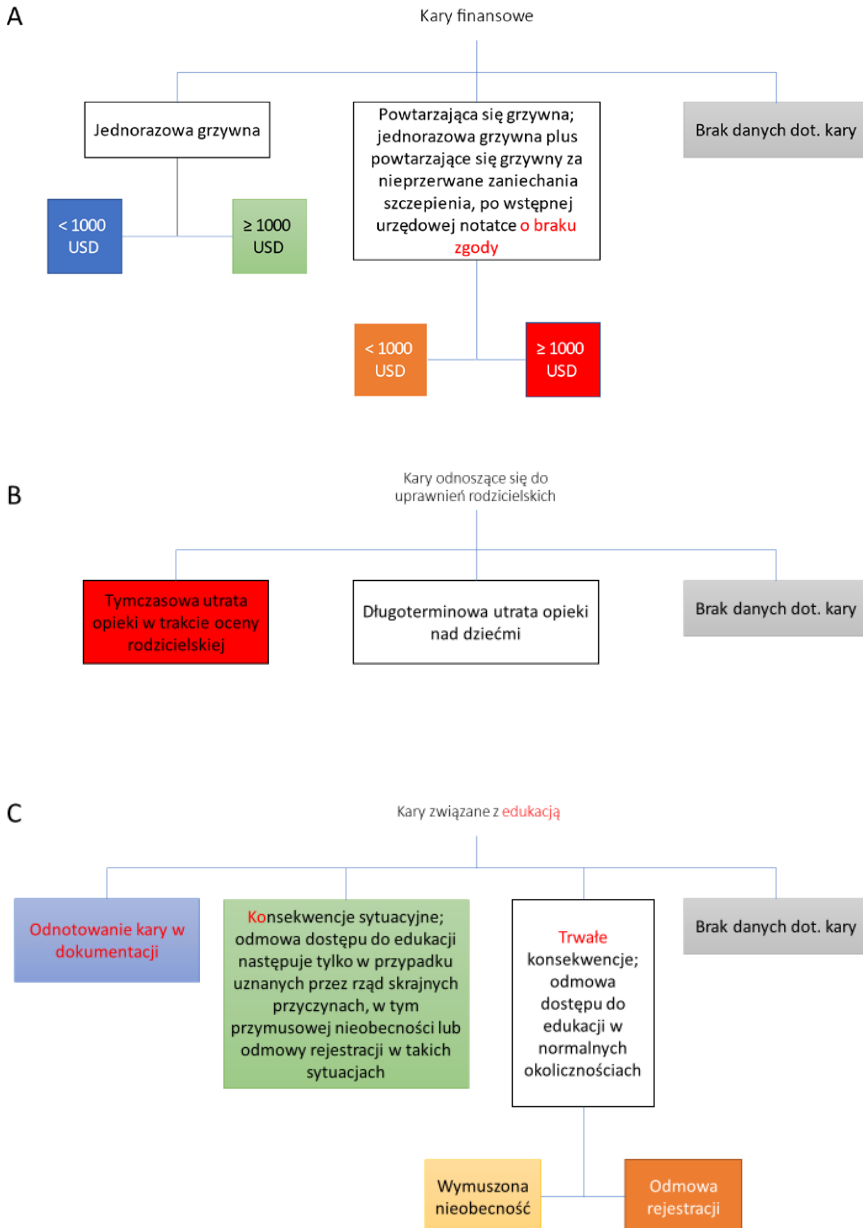 A
Kary finansowe
Jednorazowa grzywna
Powtarzająca się grzywna;
jednorazowa grzywna plus
powtarzające się grzywny za
nieprzerwane zaniechania
szczepienia, po wstępnej
urzędowej notatce o braku
zgody
Brak danych dot. kary
< 1000
USD
≥ 1000
USD
< 1000
USD
≥ 1000
USD
B
Kary odnoszące się do
uprawnień rodzicielskich
Tymczasowa utrata
opieki w trakcie oceny
rodzicielskiej
Długoterminowa utrata opieki
nad dziećmi
Brak danych dot. kary
C
Kary związane z edukacją
Odnotowanie kary w
dokumentacji
Konsekwencje sytuacyjne;
odmowa dostępu do edukacji
następuje tylko w przypadku
uznanych przez rząd skrajnych
przyczynach, w tym
przymusowej nieobecności lub
odmowy rejestracji w takich
sytuacjach
Trwałe
konsekwencje;
odmowa
dostępu do
edukacji w
normalnych
okolicznościach
Brak danych dot. kary
Wymuszona
nieobecność
Odmowa
rejestracji